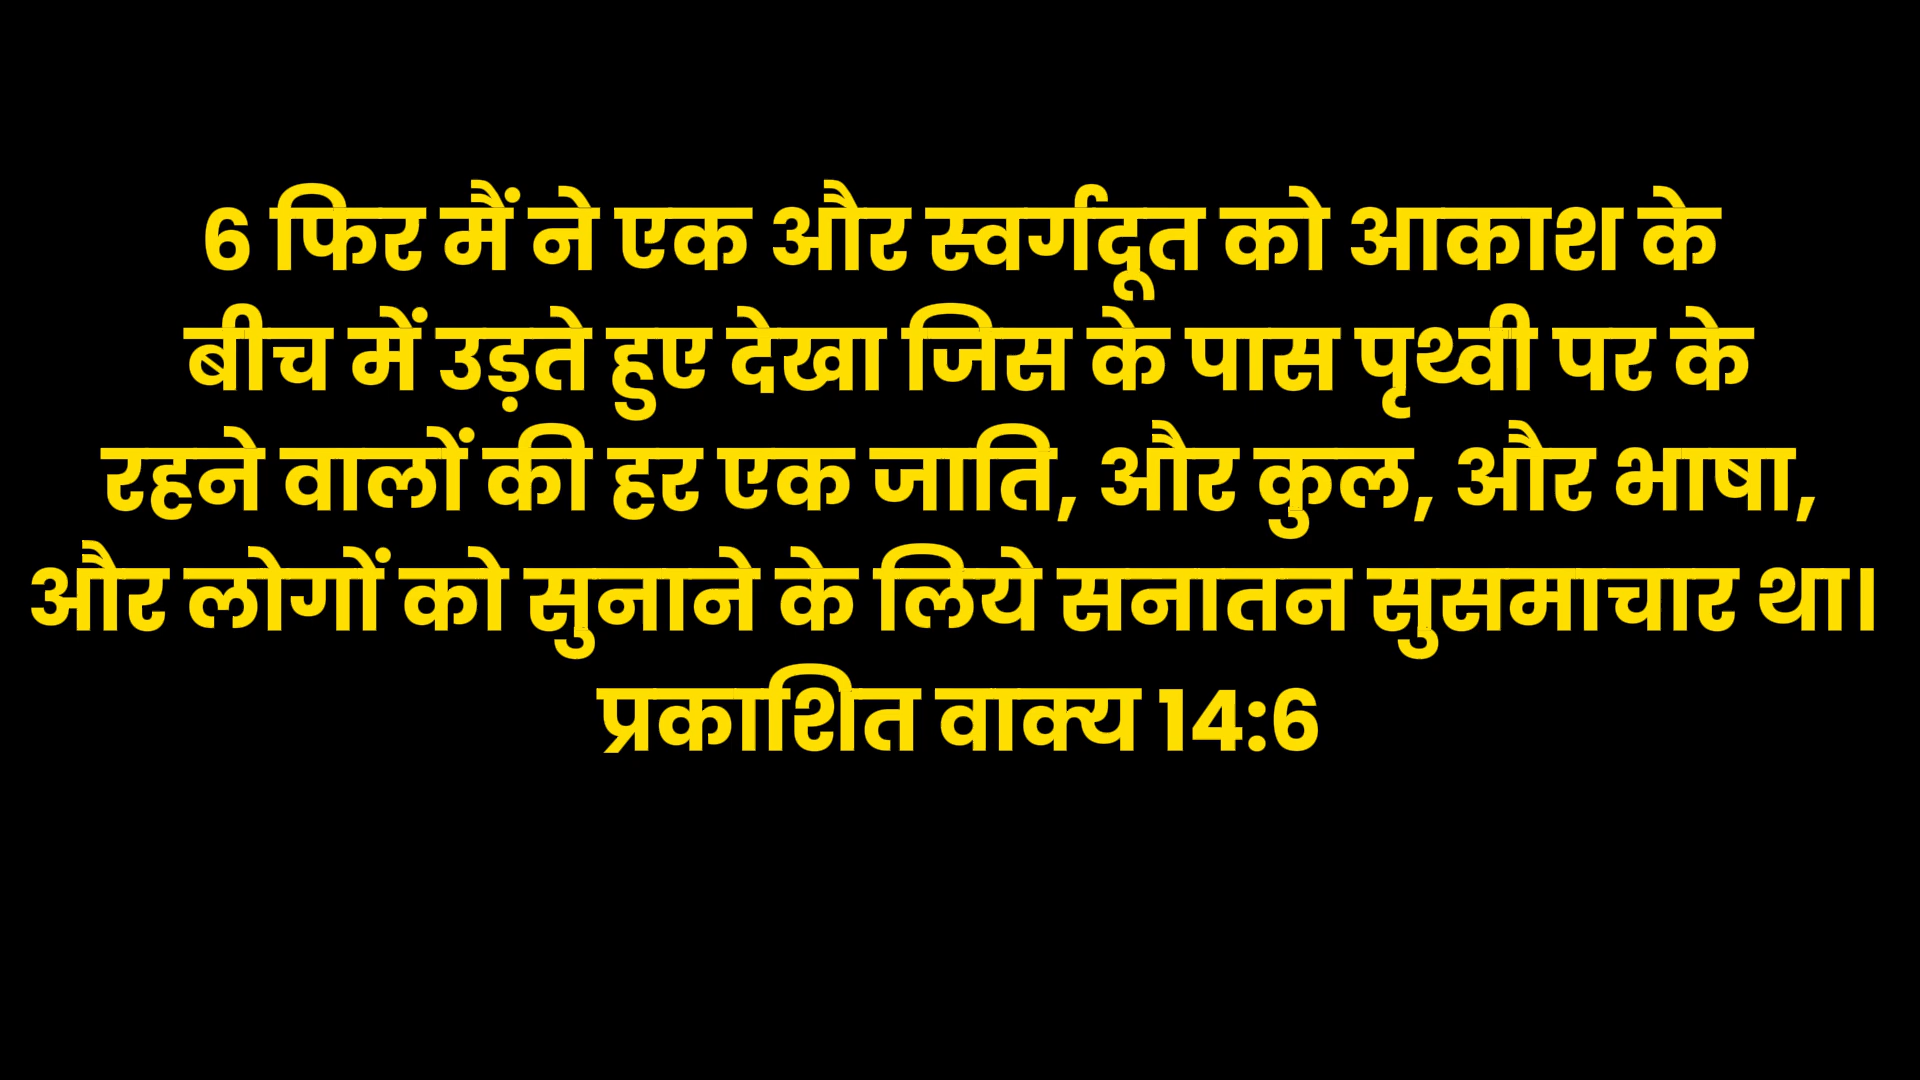 6 फिर मैं ने एक और स्वर्गदूत को आकाश के
बीच में उड़ते हुए देखा जिस के पास पृथ्वी पर के
रहने वालों की हर एक जाति, और कुल, और भाषा,
और लोगों को सुनाने के लिये सनातन सुसमाचार था।
प्रकाशित वाक्य 14:6